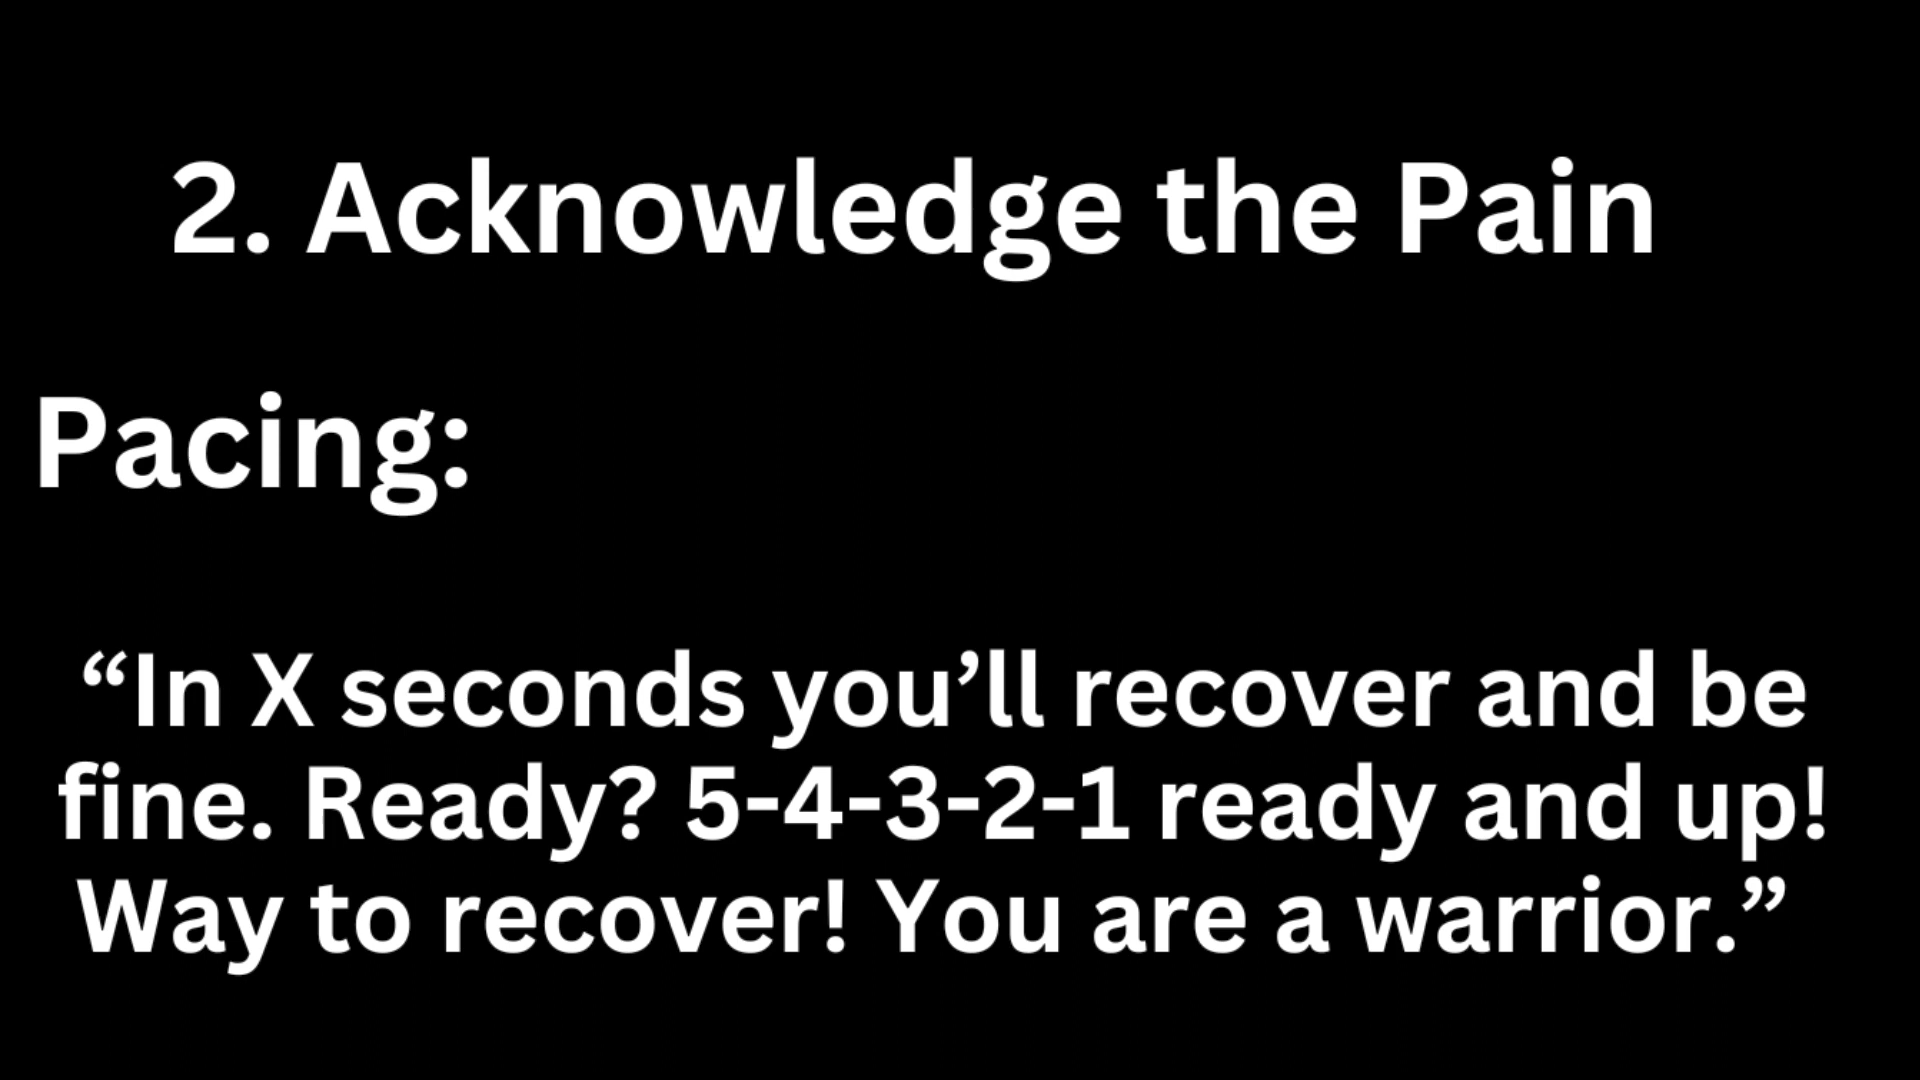 2. Acknowledge the Pain
Pacing:
“In X seconds you’ll recover and be
fine. Ready? 5-4-3-2-1 ready and up!
Way to recover! You are a warrior.”